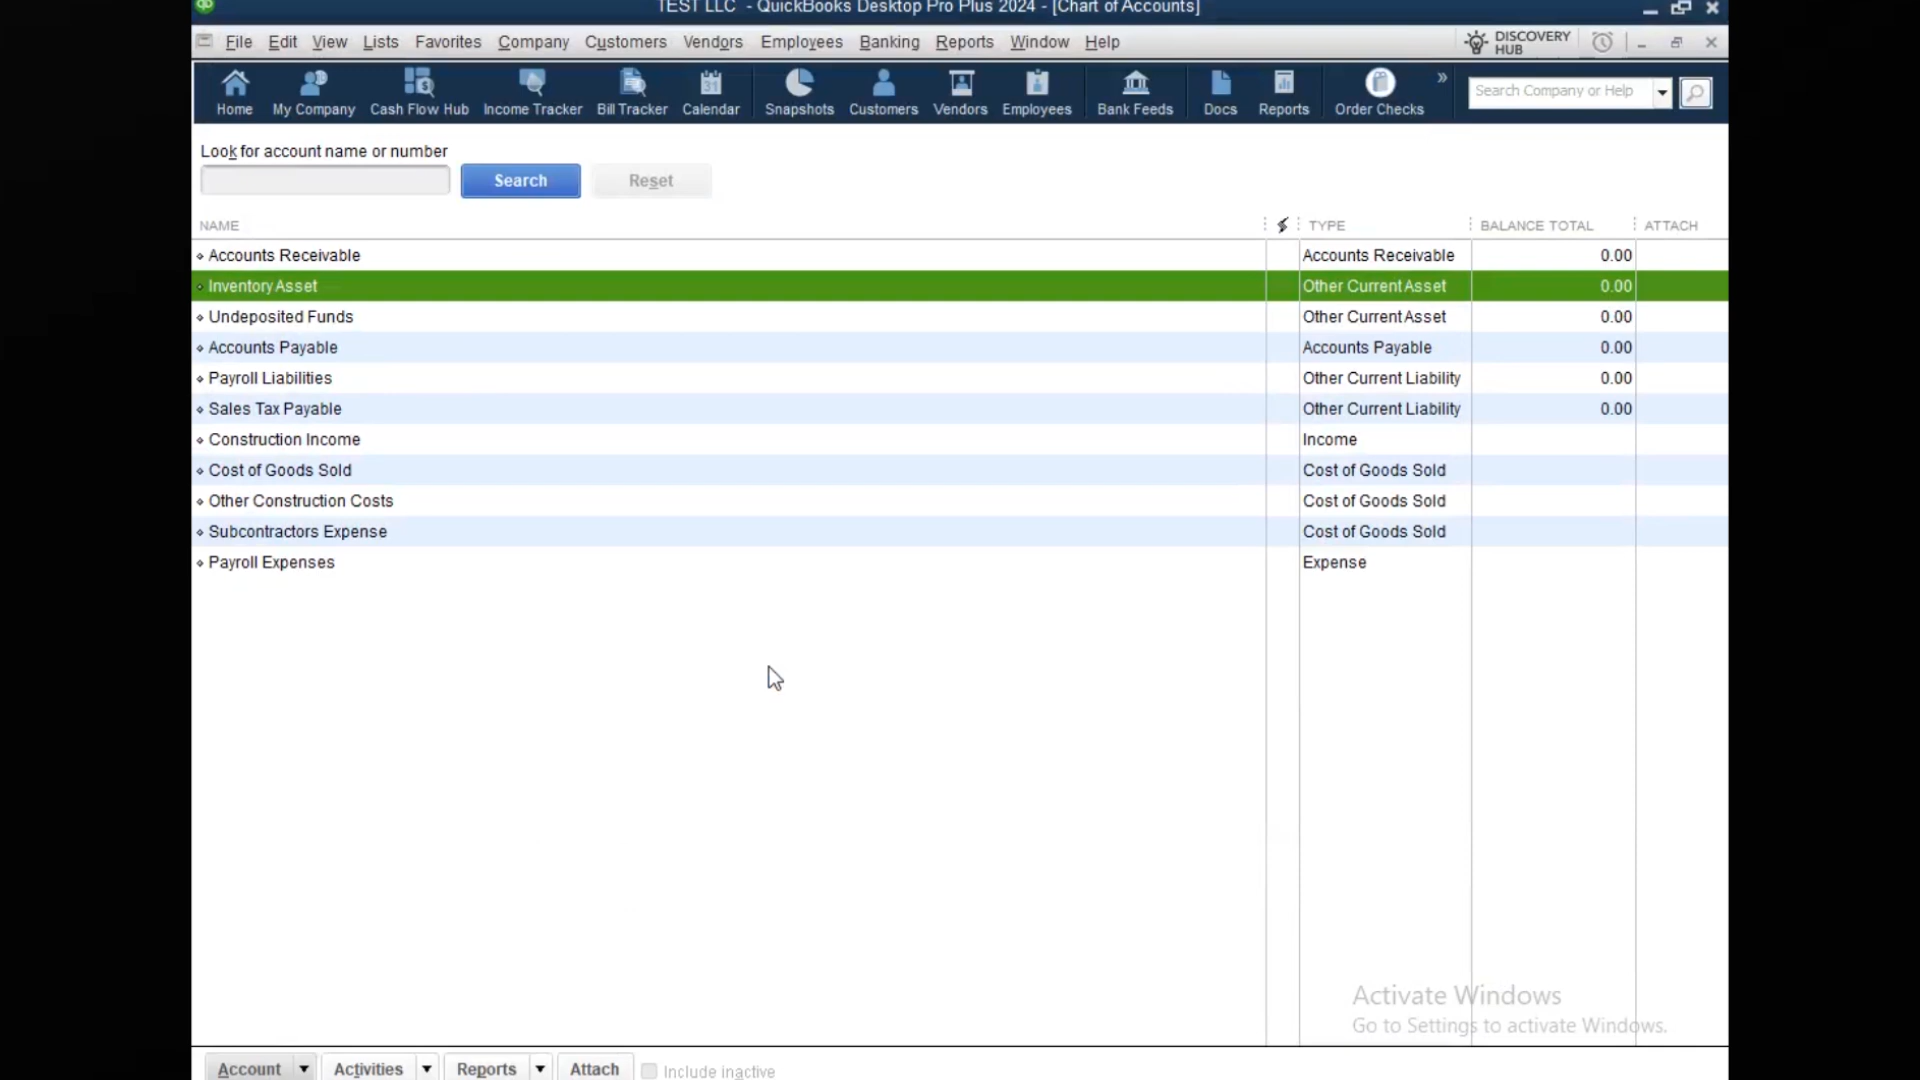 TEST LLC - QuickBooks Desktop Pro Plus 2024 - [Chart of Accounts]
File Edit View Lists Favorites Company Customers Vendors Employees Banking Reports Window Help
DISCOVERY
HUB
Home My Company Cash Flow Hub Income Tracker Bill Tracker Calendar Snapshots Customers Vendors Employees Bank Feeds Docs Reports Order Checks » Search Company or Help
31
Look for account name or number
Search Reset
NAME TYPE BALANCE TOTAL ATTACH
Accounts Receivable Accounts Receivable 0.00
Inventory Asset Other Current Asset 0.00
Undeposited Funds Other Current Asset 0.00
Accounts Payable Accounts Payable 0.00
Payroll Liabilities Other Current Liability 0.00
Sales Tax Payable Other Current Liability 0.00
Construction Income Income
Cost of Goods Sold Cost of Goods Sold
Other Construction Costs Cost of Goods Sold
Subcontractors Expense Cost of Goods Sold
Payroll Expenses Expense
Activate Windows
Go to Settings to activate Windows.
Account Activities Reports Attach Include inactive